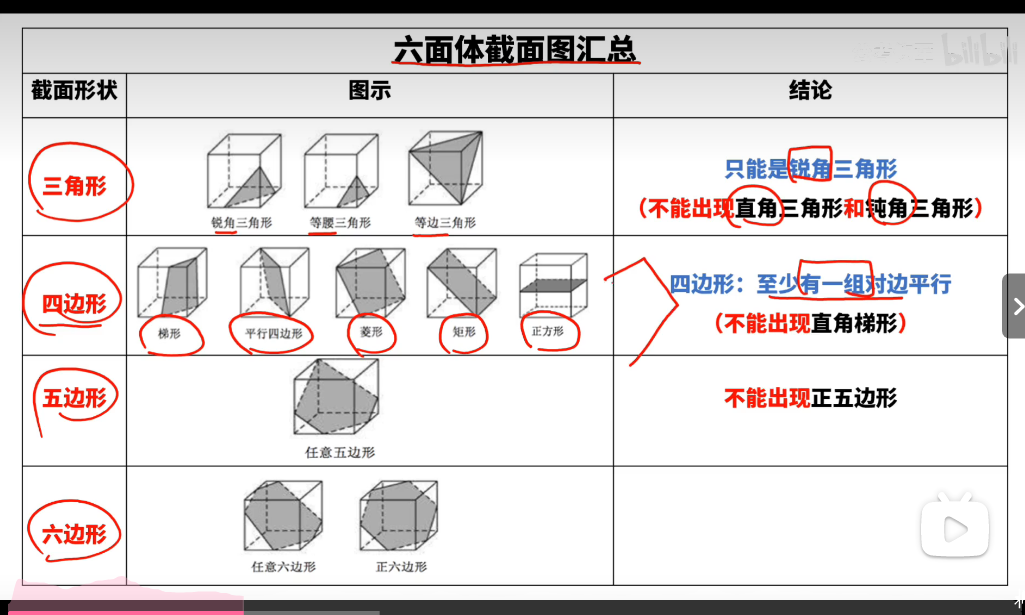 六面体截面图汇总
bilibili
截面形状 图示 结论
三角形
锐角三角形 等腰三角形 等边三角形
只能是锐角三角形
（不能出现直角三角形和钝角三角形）
四边形
梯形 平行四边形 菱形 矩形 正方形
四边形：至少有一组对边平行
（不能出现直角梯形）
五边形
任意五边形
不能出现正五边形
六边形
任意六边形 正六边形